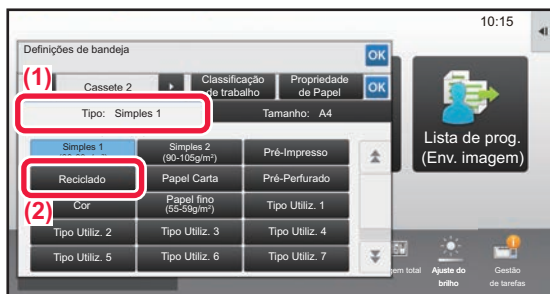 10:15
Definições de bandeja
OK
(1)
Cassete 2
Classificação de trabalho
Propriedade de Papel
OK
Tipo: Simples 1
Tamanho: A4
Simples 1
Simples 2
(90-105g/m²)
Pré-Impresso
Reciclado
Papel Carta
Pré-Perfurado
(2)
Cor
Papel fino
(55-59g/m²)
Tipo Utiliz. 1
Tipo Utiliz. 2
Tipo Utiliz. 3
Tipo Utiliz. 4
Tipo Utiliz. 5
Tipo Utiliz. 6
Tipo Utiliz. 7
Lista de prog.
(Env. imagem)
total
Ajuste do
brilho
Gestão
de tarefas